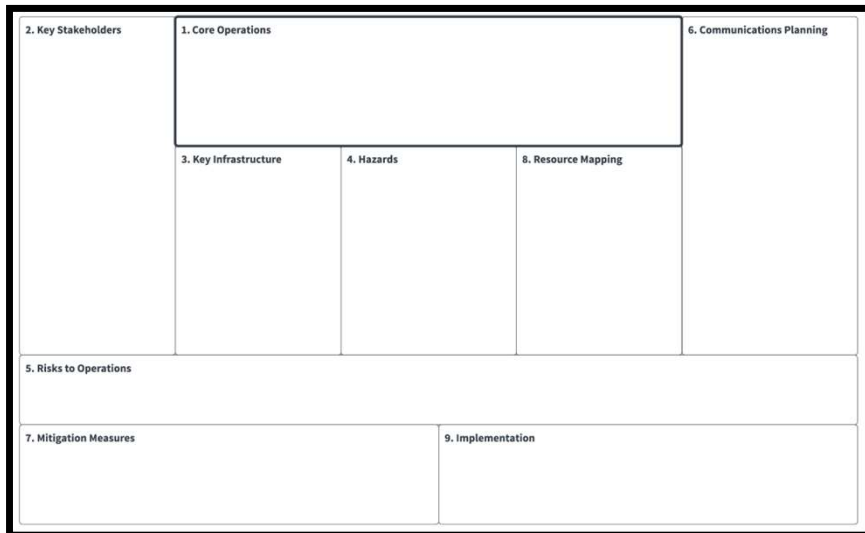 2. Key Stakeholders
1. Core Operations
6. Communications Planning
3. Key Infrastructure
4. Hazards
8. Resource Mapping
5. Risks to Operations
7. Mitigation Measures
9. Implementation